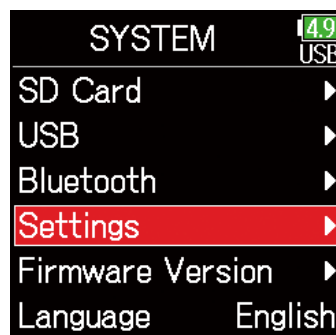 SYSTEM
4.9
USB
SD Card
USB
Bluetooth
Settings
Firmware Version
Language English